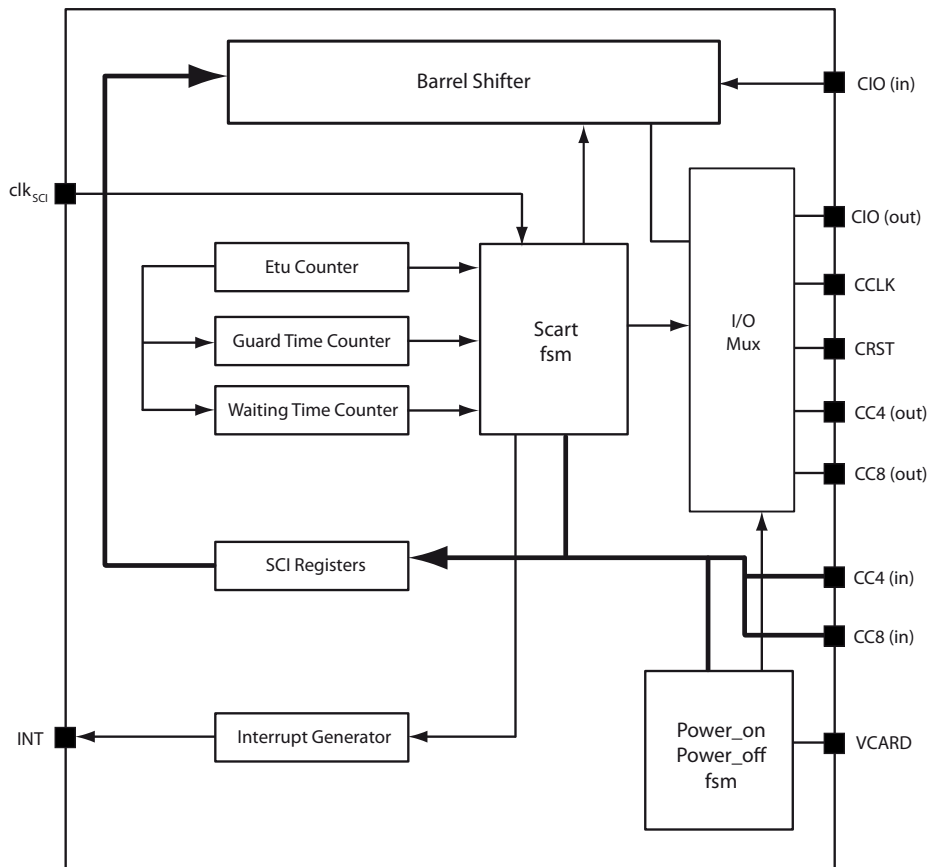 Barrel Shifter
CIO (in)
clkSCI
CIO (out)
Etu Counter
CCLK
Scart
fsm
I/O
Mux
Guard Time Counter
CRST
Waiting Time Counter
CC4 (out)
CC8 (out)
SCI Registers
CC4 (in)
CC8 (in)
INT
Interrupt Generator
Power_on
Power_off
fsm
VCARD